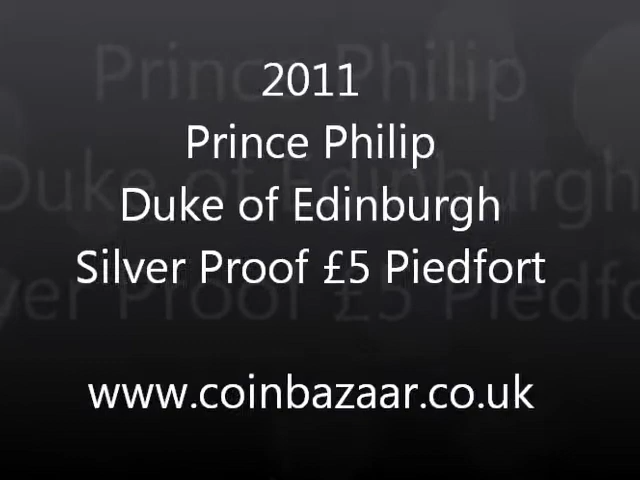 2011
Prince Philip
Duke of Edinburgh
Silver Proof £5 Piedfort
www.coinbazaar.co.uk